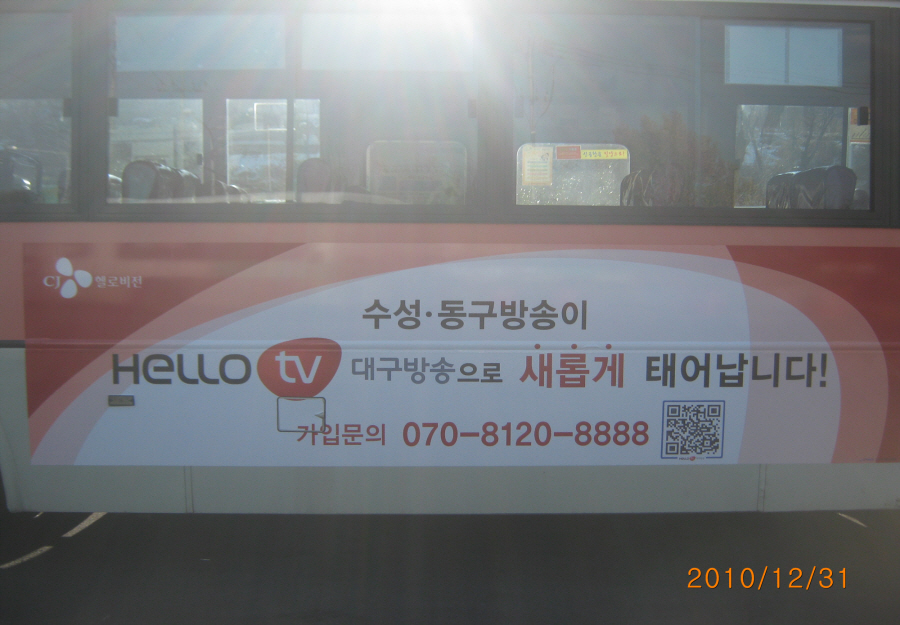 CJ 헬로비전
수성·동구방송이
HELLO tv 대구방송으로 새롭게 태어납니다!
가입문의 070-8120-8888
2010/12/31